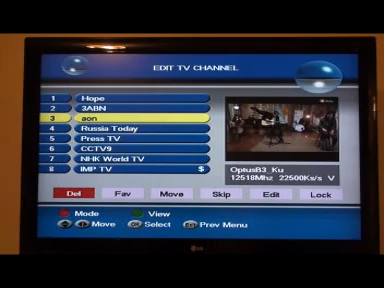 EDIT TV CHANNEL
1 Hope
2 3ABN
3 aon
4 Russia Today
5 Press TV
6 CCTV9
7 NHK World TV
8 IMP TV $
OptusB3_Ku
12518Mhz 22500Ks/s V
Del Fav Move Skip Edit Lock
Mode View
Move OK Select EXIT Prev Menu
LG